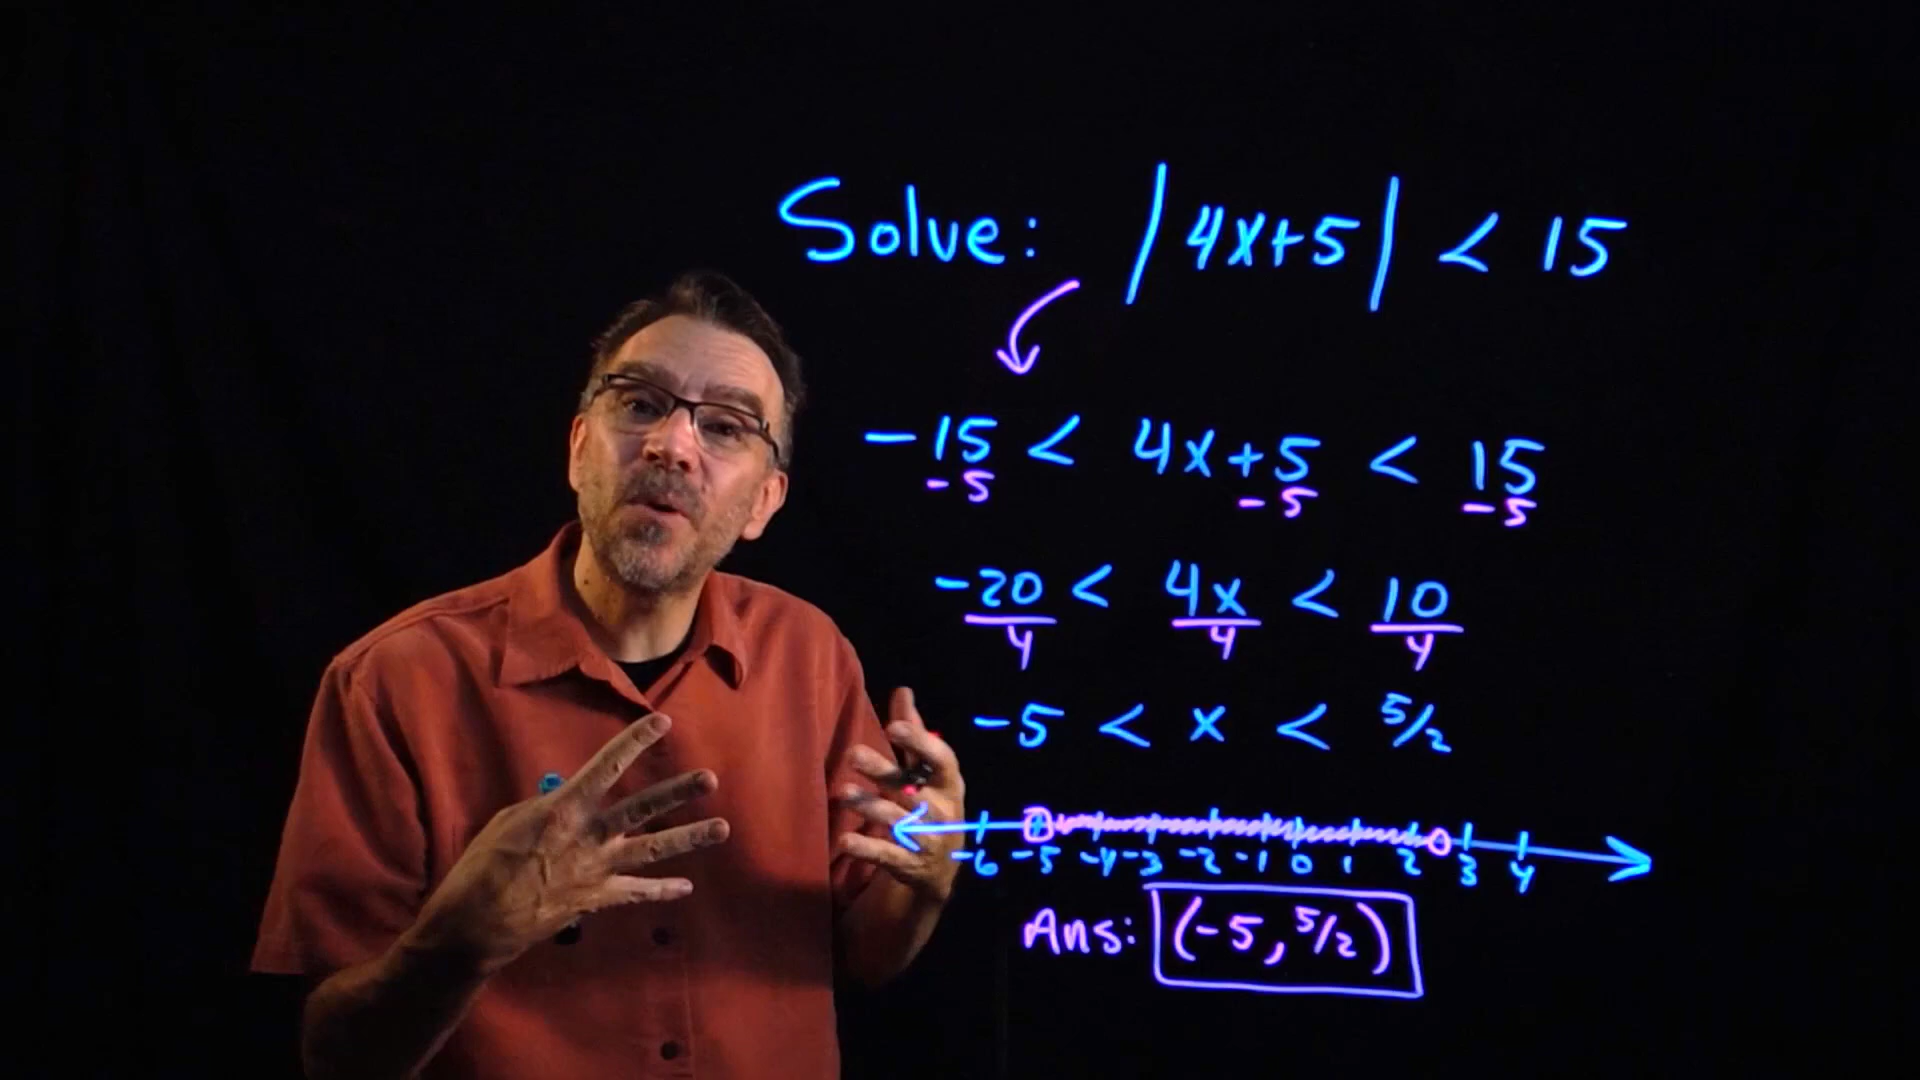 Solve: |4x+5| < 15
-15 < 4x+5 < 15
-5 -5 -5
-20/4 < 4x/4 < 10/4
-5 < x < 5/2
-6 -5 -4 -3 -2 -1 0 1 2 3 4
Ans: (-5, 5/2)